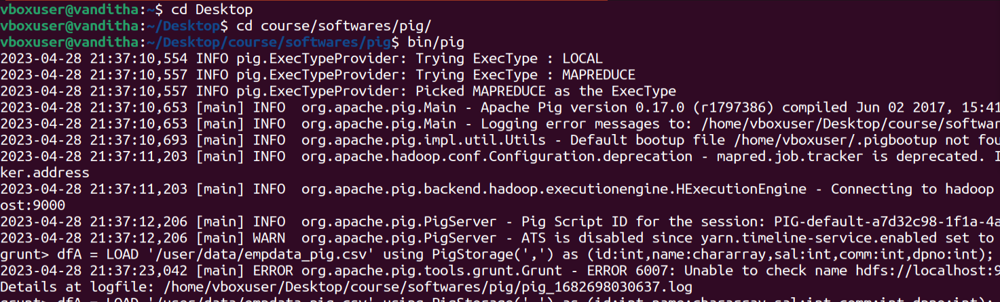 vboxuser@vanditha:~$ cd Desktop
vboxuser@vanditha:~/Desktop$ cd course/softwares/pig/
vboxuser@vanditha:~/Desktop/course/softwares/pig$ bin/pig
2023-04-28 21:37:10,554 INFO pig.ExecTypeProvider: Trying ExecType : LOCAL
2023-04-28 21:37:10,557 INFO pig.ExecTypeProvider: Trying ExecType : MAPREDUCE
2023-04-28 21:37:10,557 INFO pig.ExecTypeProvider: Picked MAPREDUCE as the ExecType
2023-04-28 21:37:10,653 [main] INFO  org.apache.pig.Main - Apache Pig version 0.17.0 (r1797386) compiled Jun 02 2017, 15:41
2023-04-28 21:37:10,653 [main] INFO  org.apache.pig.Main - Logging error messages to: /home/vboxuser/Desktop/course/softwar
2023-04-28 21:37:10,693 [main] INFO  org.apache.pig.impl.util.Utils - Default bootup file /home/vboxuser/.pigbootup not fou
2023-04-28 21:37:11,203 [main] INFO  org.apache.hadoop.conf.Configuration.deprecation - mapred.job.tracker is deprecated. I
ker.address
2023-04-28 21:37:11,203 [main] INFO  org.apache.pig.backend.hadoop.executionengine.HExecutionEngine - Connecting to hadoop
ost:9000
2023-04-28 21:37:12,206 [main] INFO  org.apache.pig.PigServer - Pig Script ID for the session: PIG-default-a7d32c98-1f1a-4a
2023-04-28 21:37:12,206 [main] WARN  org.apache.pig.PigServer - ATS is disabled since yarn.timeline-service.enabled set to
grunt> dfA = LOAD '/user/data/empdata_pig.csv' using PigStorage(',') as (id:int,name:chararray,sal:int,comm:int,dpno:int);
2023-04-28 21:37:23,042 [main] ERROR org.apache.pig.tools.grunt.Grunt - ERROR 6007: Unable to check name hdfs://localhost:9
Details at logfile: /home/vboxuser/Desktop/course/softwares/pig/pig_1682698030637.log
grunt> dfA = LOAD '/user/data/empdata_pig.csv' using PigStorage(',') as (id:int,name:chararray,sal:int,comm:int,dpno:int);